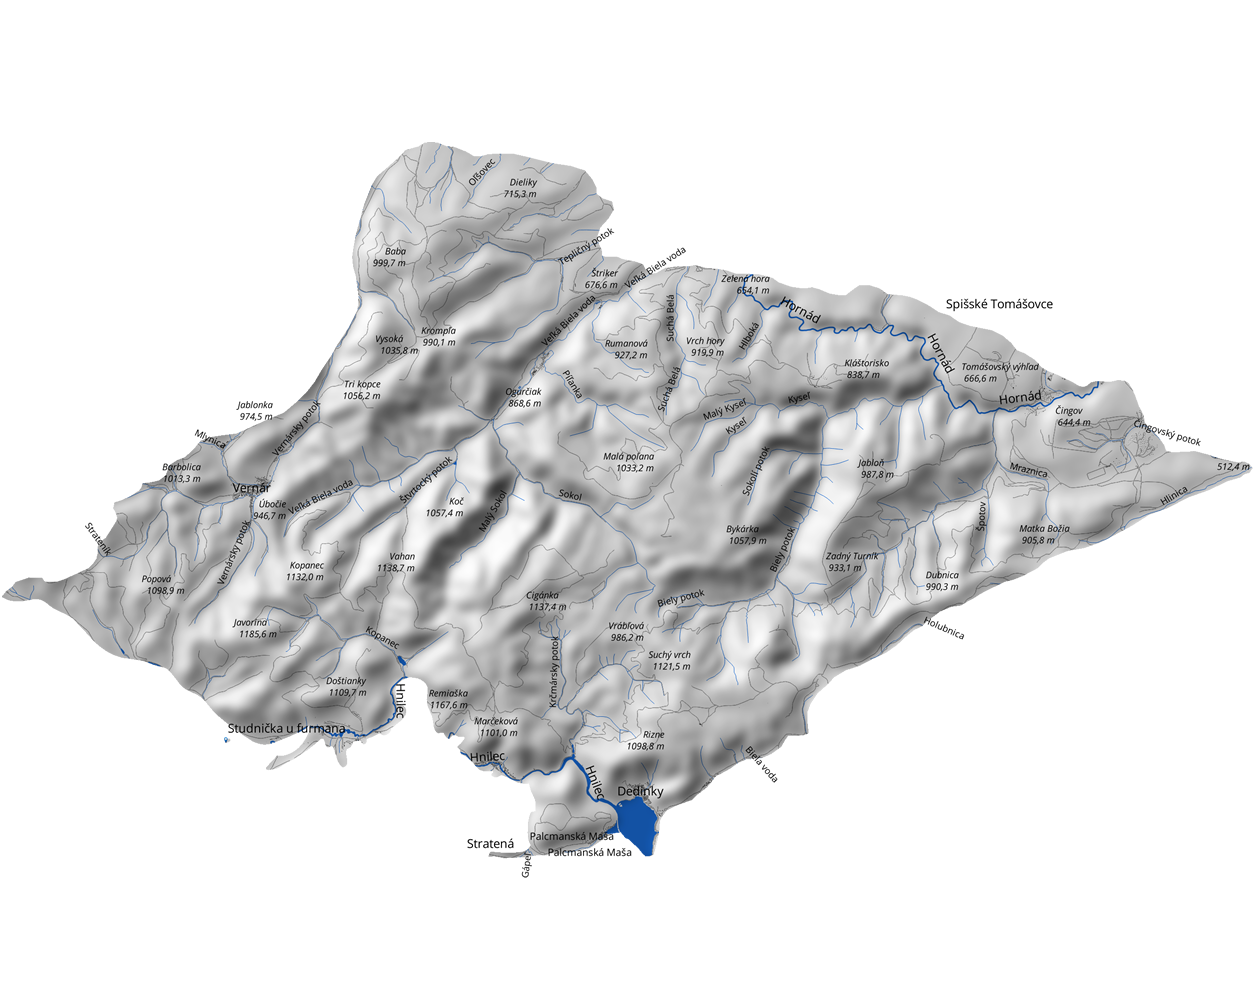 Oľšovec
Dieliky
715,3 m
Tepličný potok
Baba
999,7 m
Štriker
676,6 m
Veľká Biela voda
Zelená hora
654,1 m
Hornád
Spišské Tomášovce
Veľká Biela voda
Suchá Belá
Hlboká
Vysoká
1035,8 m
Krompľa
990,1 m
Rumanová
927,2 m
Vrch hory
919,9 m
Hornád
Kláštorisko
838,7 m
Tomášovský výhľad
666,6 m
Tri kopce
1056,2 m
Ogurčiak
868,6 m
Píľanka
Suchá Belá
Malý Kyseľ
Kyseľ
Kyseľ
Hornád
Čingov
644,4 m
Čingovský potok
Jablonka
974,5 m
Mlynica
Vernársky potok
Barbolica
1013,3 m
Malá poľana
1033,2 m
Sokolí potok
Jabloň
987,8 m
Mraznica
512,4 m
Hlinica
Vernár
Úbočie
946,7 m
Veľká Biela voda
Štvrtocký potok
Koč
1057,4 m
Malý Sokol
Sokol
Špotov
Matka Božia
905,8 m
Strateník
Vernársky potok
Bykárka
1057,9 m
Biely potok
Zadný Turník
933,1 m
Popová
1098,9 m
Kopanec
1132,0 m
Vahan
1138,7 m
Dubnica
990,3 m
Cigánka
1137,4 m
Biely potok
Holubnica
Javorina
1185,6 m
Kopanec
Vrábľová
986,2 m
Krčmársky potok
Suchý vrch
1121,5 m
Doštianky
1109,7 m
Hnilec
Remiaška
1167,6 m
Marčeková
1101,0 m
Studnička u furmana
Rizne
1098,8 m
Hnilec
Hnilec
Biela voda
Dedinky
Stratená
Palcmanská Maša
Palcmanská Maša
Gápeľ